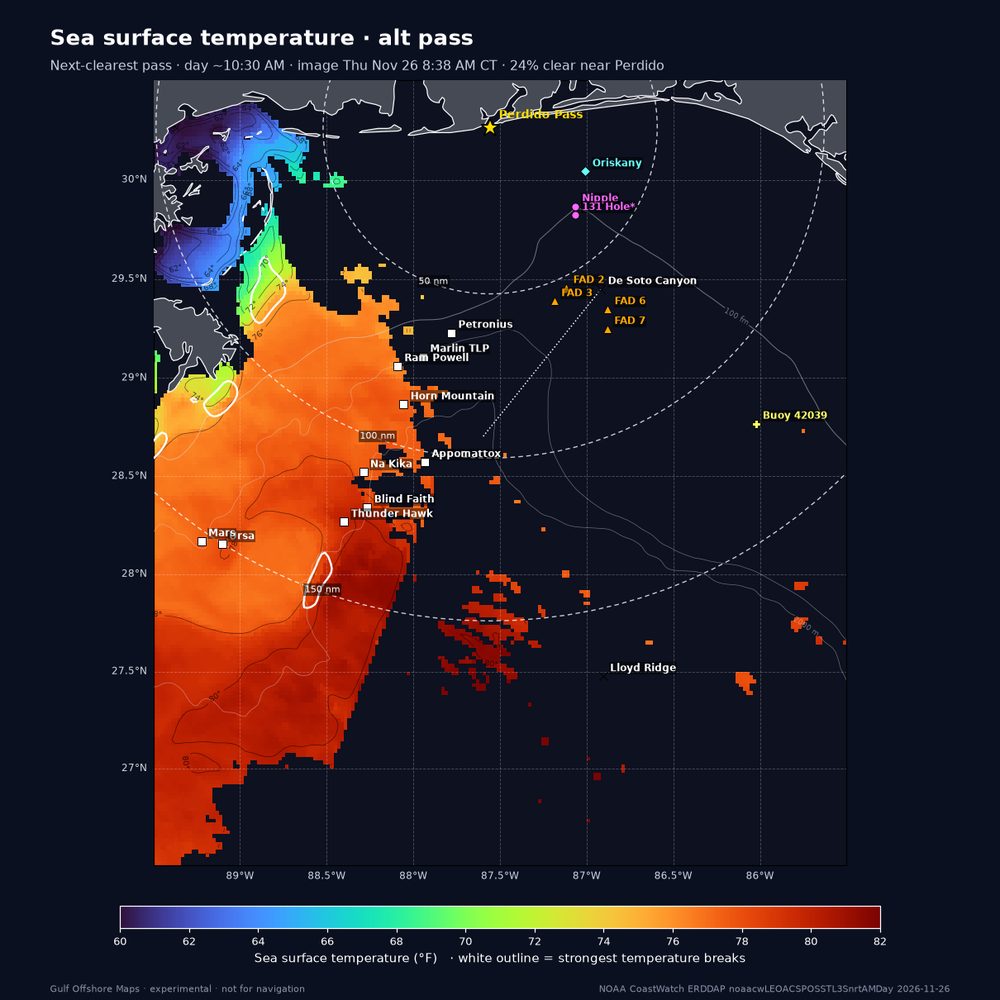 Sea surface temperature · alt pass
Next-clearest pass · day ~10:30 AM · image Thu Nov 26 8:38 AM CT · 24% clear near Perdido
Perdido Pass
30°N
Oriskany
Nipple
131 Hole*
29.5°N
50 nm
FAD 2
De Soto Canyon
FAD 3
FAD 6
FAD 7
100 fm
Petronius
Marlin TLP
Ram Powell
29°N
Horn Mountain
Buoy 42039
100 nm
Appomattox
28.5°N
Na Kika
Blind Faith
Thunder Hawk
Mars
28°N
150 nm
27.5°N
Lloyd Ridge
27°N
89°W 88.5°W 88°W 87.5°W 87°W 86.5°W 86°W
60 62 64 66 68 70 72 74 76 78 80 82
Sea surface temperature (°F) · white outline = strongest temperature breaks
Gulf Offshore Maps · experimental · not for navigation
NOAA CoastWatch ERDDAP noaacwLEOACSPOSSTL3SnrtAMDay 2026-11-26